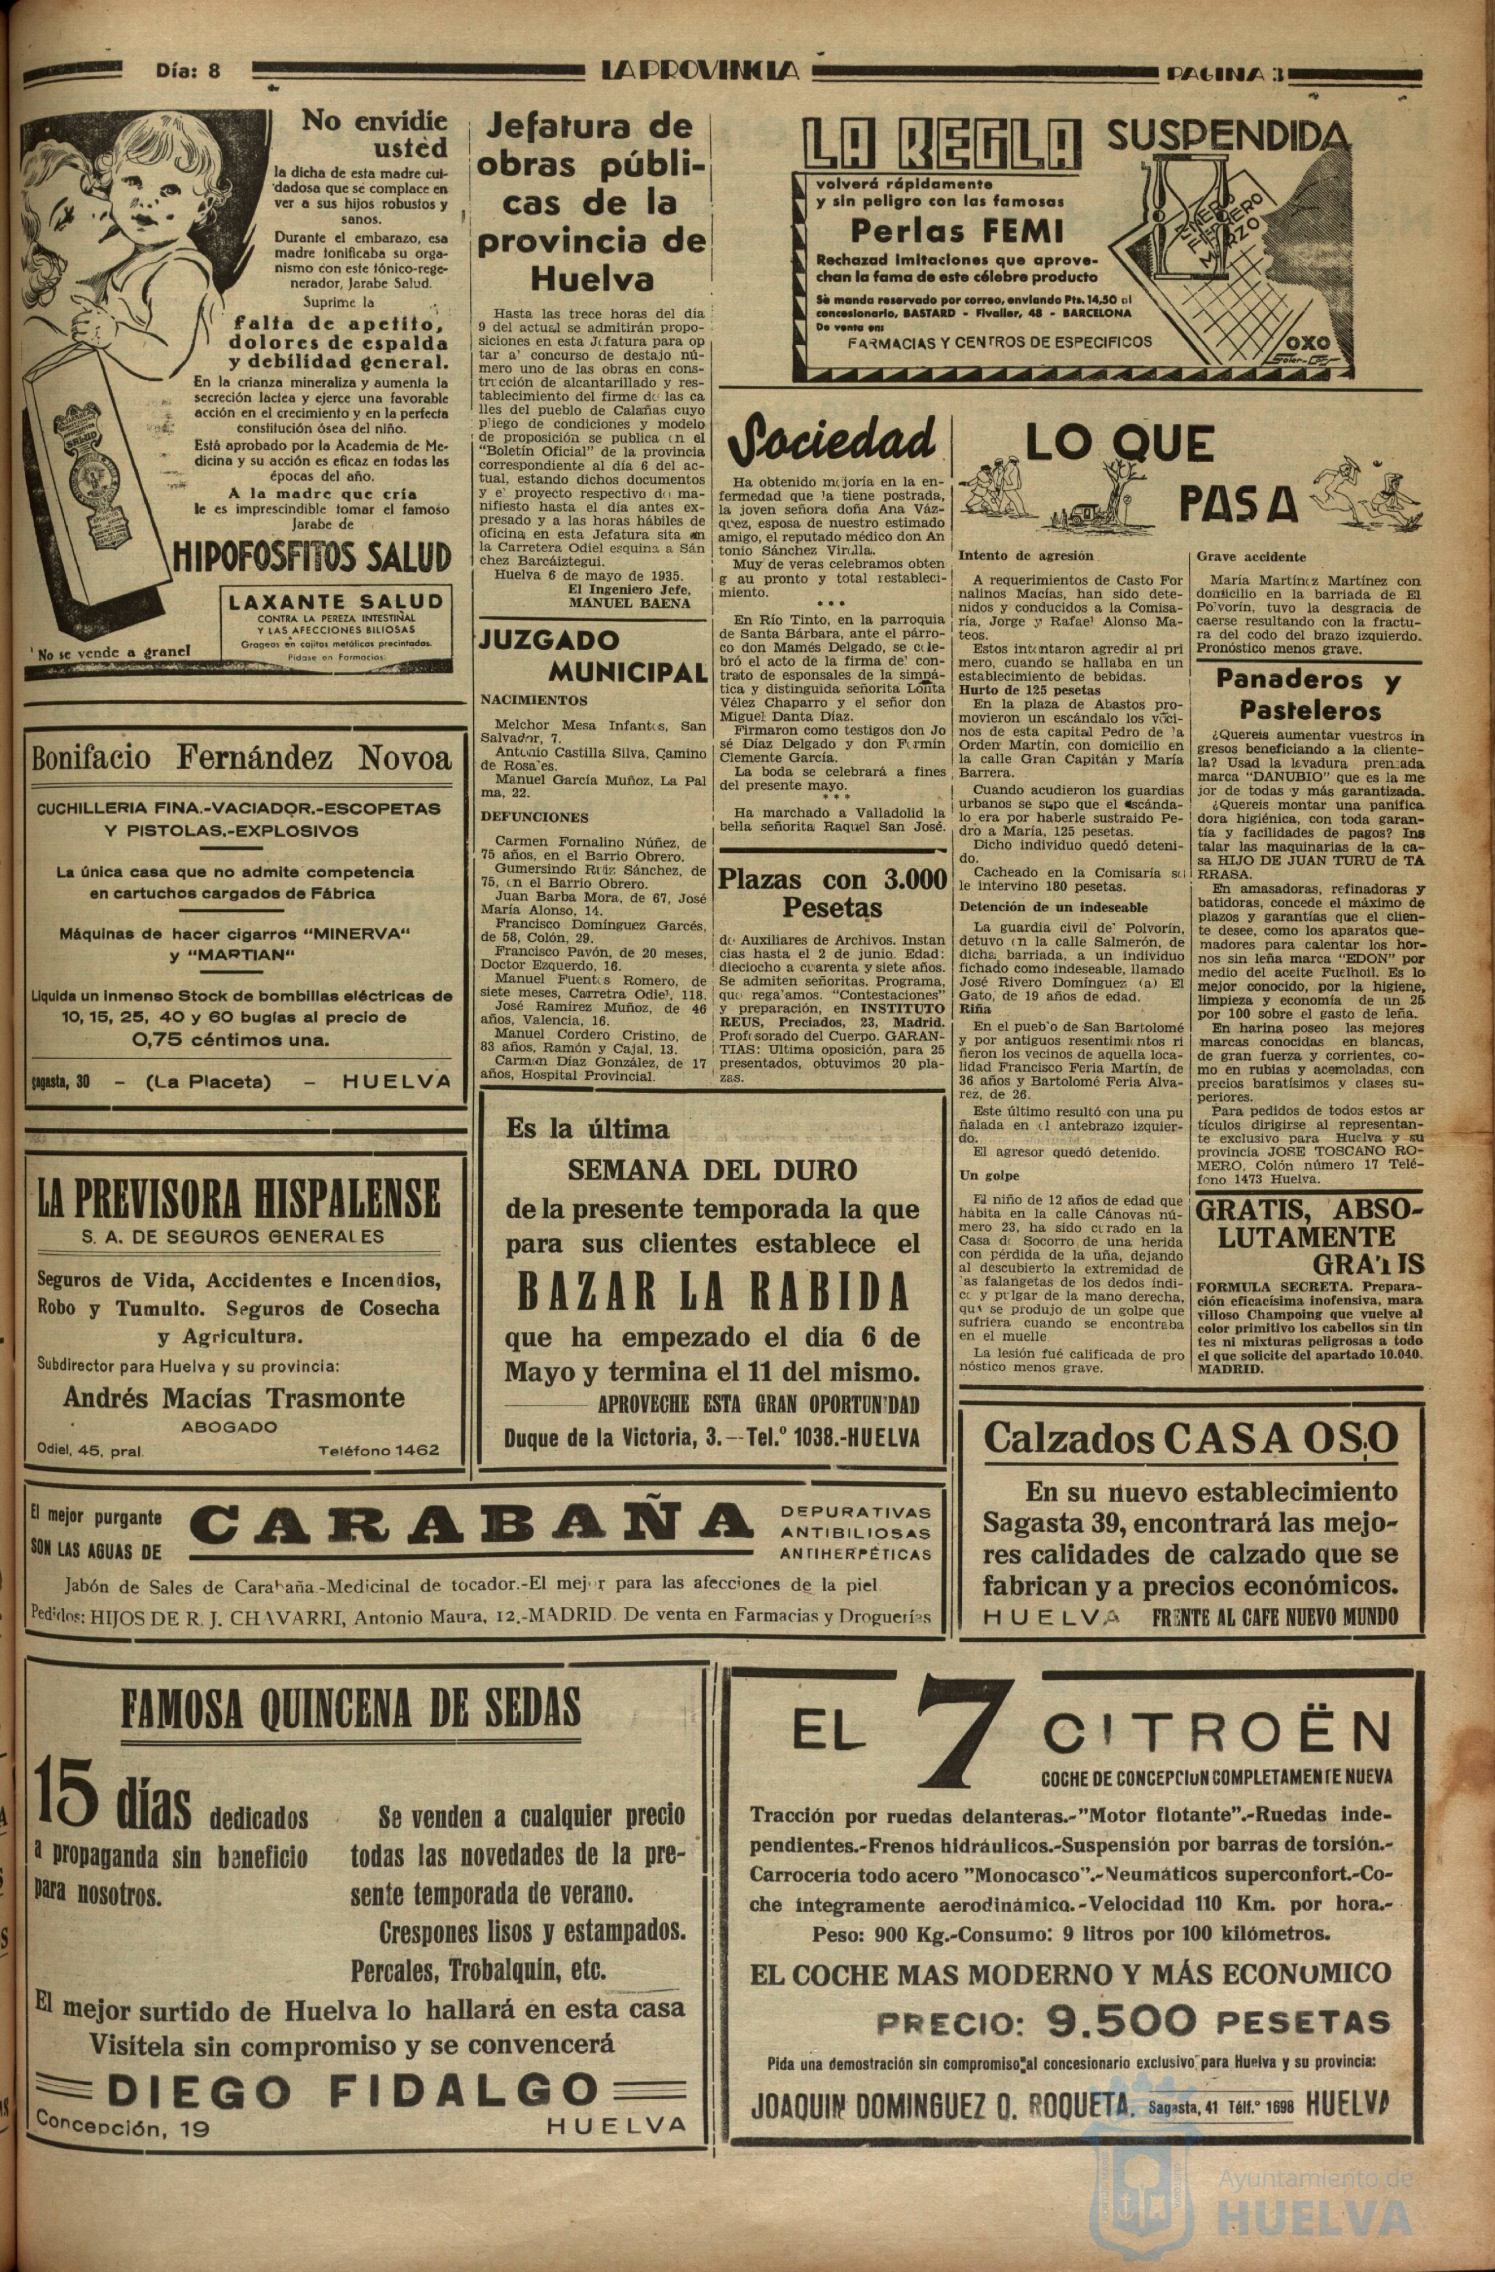 Día: 8
LA PROVINCIA
PAGINA 3
No envidie
usted
la dicha de esta madre cui-
dadosa que se complace en
ver a sus hijos robustos y
sanos.
Durante el embarazo, esa
madre tonificaba su orga-
nismo con este tónico-rege-
nerador, Jarabe Salud.
Suprime la
falta de apetito,
dolores de espalda
y debilidad general.
En la crianza mineraliza y aumenta la
secreción lactea y ejerce una favorable
acción en el crecimiento y en la perfecta
constitución ósea del niño.
Está aprobado por la Academia de Me-
dicina y su acción es eficaz en todas las
épocas del año.
A la madre que cría
le es imprescindible tomar el famoso
Jarabe de
HIPOFOSFITOS SALUD
SALUD
LAXANTE SALUD
CONTRA LA PEREZA INTESTINAL
Y LAS AFECCIONES BILIOSAS
Grageas en cajitas metálicas precintadas.
Pídase en Farmacias.
No se vende a granel
Bonifacio Fernández Novoa
CUCHILLERIA FINA.-VACIADOR.-ESCOPETAS
Y PISTOLAS.-EXPLOSIVOS
La única casa que no admite competencia
en cartuchos cargados de Fábrica
Máquinas de hacer cigarros "MINERVA"
y "MARTIAN"
Liquida un inmenso Stock de bombillas eléctricas de
10, 15, 25, 40 y 60 bugías al precio de
0,75 céntimos una.
Sagasta, 30 - (La Placeta) - HUELVA
LA PREVISORA HISPALENSE
S. A. DE SEGUROS GENERALES
Seguros de Vida, Accidentes e Incendios,
Robo y Tumulto. Seguros de Cosecha
y Agricultura.
Subdirector para Huelva y su provincia:
Andrés Macías Trasmonte
ABOGADO
Odiel, 45, pral.
Teléfono 1462
Jefatura de
obras públi-
cas de la
provincia de
Huelva
Hasta las trece horas del día
9 del actual se admitirán propo-
siciones en esta Jefatura para op
tar a' concurso de destajo nú-
mero uno de las obras en cons-
trucción de alcantarillado y res-
tablecimiento del firme de las ca
lles del pueblo de Calañas cuyo
pliego de condiciones y modelo
de proposición se publica en el
"Boletín Oficial" de la provincia
correspondiente al día 6 del ac-
tual, estando dichos documentos
y e' proyecto respectivo de ma-
nifiesto hasta el día antes ex-
presado y a las horas hábiles de
oficina en esta Jefatura sita en
la Carretera Odiel esquina a Sán
chez Barcáiztegui.
Huelva 6 de mayo de 1935.
El Ingeniero Jefe,
MANUEL BAENA
JUZGADO
MUNICIPAL
NACIMIENTOS
Melchor Mesa Infantes, San
Salvador, 7.
Antonio Castilla Silva, Camino
de Rosa'es.
Manuel García Muñoz, La Pal
ma, 22.
DEFUNCIONES
Carmen Fornalino Núñez, de
75 años, en el Barrio Obrero.
Gumersindo Ruiz Sánchez, de
75, en el Barrio Obrero.
Juan Barba Mora, de 67, José
María Alonso, 14.
Francisco Domínguez Garcés,
de 58, Colón, 29.
Francisco Pavón, de 20 meses,
Doctor Ezquerdo, 16.
Manuel Fuentes Romero, de
siete meses, Carretra Odie', 118.
José Ramírez Muñoz, de 46
años, Valencia, 16.
Manuel Cordero Cristino, de
83 años, Ramón y Cajal, 13.
Carmen Díaz González, de 17
años, Hospital Provincial.
LA REGLA SUSPENDIDA
volverá rápidamente
y sin peligro con las famosas
Perlas FEMI
Rechazad imitaciones que aprove-
chan la fama de este célebre producto
Se manda reservado por correo, enviando Pts. 14,50 al
concesionario, BASTARD - Fivaller, 48 - BARCELONA
De venta en:
FARMACIAS Y CENTROS DE ESPECIFICOS
ENERO
FEBRERO
MARZO
OXO
Sociedad
Ha obtenido mejoría en la en-
fermedad que 'a tiene postrada,
la joven señora doña Ana Váz-
quez, esposa de nuestro estimado
amigo, el reputado médico don An
tonio Sánchez Virulla.
Muy de veras celebramos obten
g au pronto y total restableci-
miento.
* * *
En Río Tinto, en la parroquia
de Santa Bárbara, ante el párro-
co don Mamés Delgado, se cele-
bró el acto de la firma de' con-
trato de esponsales de la simpá-
tica y distinguida señorita Lolita
Vélez Chaparro y el señor don
Miguel Danta Díaz.
Firmaron como testigos don Jo
sé Díaz Delgado y don Fermín
Clemente García.
La boda se celebrará a fines
del presente mayo.
* * *
Ha marchado a Valladolid la
bella señorita Raquel San José.
Plazas con 3.000
Pesetas
de Auxiliares de Archivos. Instan
cias hasta el 2 de junio. Edad:
dieciocho a cuarenta y siete años.
Se admiten señoritas. Programa,
que rega'amos. "Contestaciones"
y preparación, en INSTITUTO
REUS, Preciados, 23, Madrid.
Profesorado del Cuerpo. GARAN-
TIAS: Ultima oposición, para 25
presentados, obtuvimos 20 pla-
zas.
LO QUE
PASA
Intento de agresión
A requerimientos de Casto For
nalinos Macías, han sido dete-
nidos y conducidos a la Comisa-
ría, Jorge y Rafael Alonso Ma-
teos.
Estos intentaron agredir al pri
mero, cuando se hallaba en un
establecimiento de bebidas.
Hurto de 125 pesetas
En la plaza de Abastos pro-
movieron un escándalo los veci-
nos de esta capital Pedro de 'a
Orden Martín, con domicilio en
la calle Gran Capitán y María
Barrera.
Cuando acudieron los guardias
urbanos se supo que el escánda-
lo era por haberle sustraído Pe-
dro a María, 125 pesetas.
Dicho individuo quedó deteni-
do.
Cacheado en la Comisaría se
le intervino 180 pesetas.
Detención de un indeseable
La guardia civil de' Polvorín,
detuvo en la calle Salmerón, de
dicha barriada, a un individuo
fichado como indeseable, llamado
José Rivero Domínguez (a) El
Gato, de 19 años de edad.
Riña
En el pueb'o de San Bartolomé
y por antiguos resentimientos ri
ñeron los vecinos de aquella loca-
lidad Francisco Feria Martín, de
36 años y Bartolomé Feria Alva-
rez, de 26.
Este último resultó con una pu
ñalada en el antebrazo izquier-
do.
El agresor quedó detenido.
Un golpe
El niño de 12 años de edad que
habita en la calle Cánovas nú-
mero 23, ha sido curado en la
Casa de Socorro de una herida
con pérdida de la uña, dejando
al descubierto la extremidad de
'as falangetas de los dedos índi-
ce y pulgar de la mano derecha,
que se produjo de un golpe que
sufriera cuando se encontraba
en el muelle
La lesión fué calificada de pro
nóstico menos grave.
Grave accidente
María Martínez Martínez con
domicilio en la barriada de El
Po'vorín, tuvo la desgracia de
caerse resultando con la fractu-
ra del codo del brazo izquierdo.
Pronóstico menos grave.
Panaderos y
Pasteleros
¿Quereis aumentar vuestros in
gresos beneficiando a la cliente-
la? Usad la levadura prensada
marca "DANUBIO" que es la me
jor de todas y más garantizada.
¿Quereis montar una panifica
dora higiénica, con toda garan-
tía y facilidades de pagos? Ins
talar las maquinarias de la ca-
sa HIJO DE JUAN TURU de TA
RRASA.
En amasadoras, refinadoras y
batidoras, concede el máximo de
plazos y garantías que el clien-
te desee, como los aparatos que-
madores para calentar los hor-
nos sin leña marca "EDON" por
medio del aceite Fuelhoil. Es lo
mejor conocido, por la higiene,
limpieza y economía de un 25
por 100 sobre el gasto de leña.
En harina poseo las mejores
marcas conocidas en blancas,
de gran fuerza y corrientes, co-
mo en rubias y acemoladas, con
precios baratísimos y clases su-
periores.
Para pedidos de todos estos ar
tículos dirigirse al representan-
te exclusivo para Huelva y su
provincia JOSE TOSCANO RO-
MERO, Colón número 17 Telé-
fono 1473 Huelva.
GRATIS, ABSO-
LUTAMENTE
GRATIS
FORMULA SECRETA. Prepara-
ción eficacísima inofensiva, mara
villoso Champoing que vuelve al
color primitivo los cabellos sin tin
tes ni mixturas peligrosas a todo
el que solicite del apartado 10.040.
MADRID.
Es la última
SEMANA DEL DURO
de la presente temporada la que
para sus clientes establece el
BAZAR LA RABIDA
que ha empezado el día 6 de
Mayo y termina el 11 del mismo.
APROVECHE ESTA GRAN OPORTUNIDAD
Duque de la Victoria, 3.--Tel.º 1038.-HUELVA
Calzados CASA OSO
En su nuevo establecimiento
Sagasta 39, encontrará las mejo-
res calidades de calzado que se
fabrican y a precios económicos.
HUELVA FRENTE AL CAFE NUEVO MUNDO
El mejor purgante
SON LAS AGUAS DE
CARABAÑA
DEPURATIVAS
ANTIBILIOSAS
ANTIHERPÉTICAS
Jabón de Sales de Carabaña.-Medicinal de tocador.-El mejor para las afecciones de la piel
Pedidos: HIJOS DE R. J. CHAVARRI, Antonio Maura, 12.-MADRID. De venta en Farmacias y Droguerías
FAMOSA QUINCENA DE SEDAS
15 días dedicados
a propaganda sin beneficio
para nosotros.
Se venden a cualquier precio
todas las novedades de la pre-
sente temporada de verano.
Crespones lisos y estampados.
Percales, Trobalquin, etc.
El mejor surtido de Huelva lo hallará en esta casa
Visítela sin compromiso y se convencerá
DIEGO FIDALGO
Concepción, 19
HUELVA
EL 7 CITROËN
COCHE DE CONCEPCION COMPLETAMENTE NUEVA
Tracción por ruedas delanteras.-"Motor flotante".-Ruedas inde-
pendientes.-Frenos hidráulicos.-Suspensión por barras de torsión.-
Carrocería todo acero "Monocasco".-Neumáticos superconfort.-Co-
che íntegramente aerodinámico.-Velocidad 110 Km. por hora.-
Peso: 900 Kg.-Consumo: 9 litros por 100 kilómetros.
EL COCHE MAS MODERNO Y MÁS ECONOMICO
PRECIO: 9.500 PESETAS
Pida una demostración sin compromiso al concesionario exclusivo para Huelva y su provincia:
JOAQUIN DOMINGUEZ O. ROQUETA. Sagasta, 41 Télf.º 1698 HUELVA
Ayuntamiento de
HUELVA